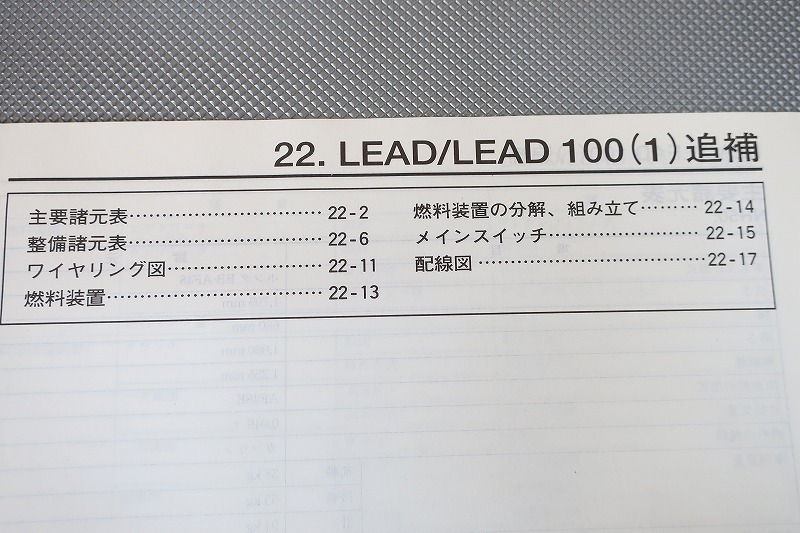 22. LEAD/LEAD 100(1)追補
主要諸元表……………………… 22-2
整備諸元表……………………… 22-6
ワイヤリング図………………… 22-11
燃料装置………………………… 22-13
燃料装置の分解、組み立て……… 22-14
メインスイッチ………………… 22-15
配線図 …………………………… 22-17